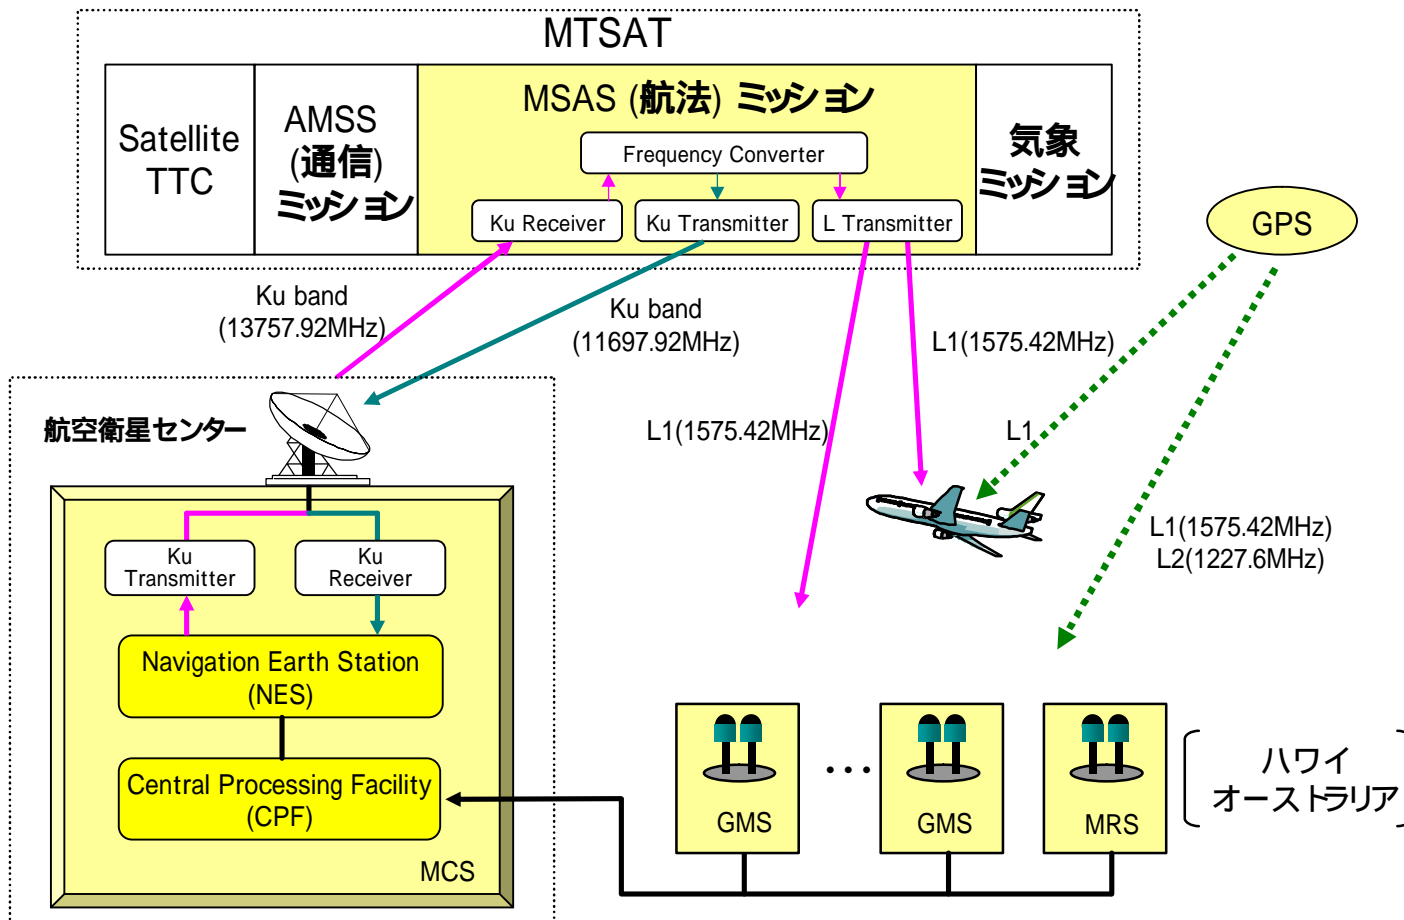 MTSAT
Satellite
TTC
AMSS
(通信)
ミッション
MSAS (航法) ミッション
Frequency Converter
Ku Receiver
Ku Transmitter
L Transmitter
気象
ミッション
GPS
Ku band
(13757.92MHz)
Ku band
(11697.92MHz)
L1(1575.42MHz)
L1(1575.42MHz)
L1
L1(1575.42MHz)
L2(1227.6MHz)
航空衛星センター
Ku
Transmitter
Ku
Receiver
Navigation Earth Station
(NES)
Central Processing Facility
(CPF)
MCS
GMS
…
GMS
MRS
ハワイ
オーストラリア